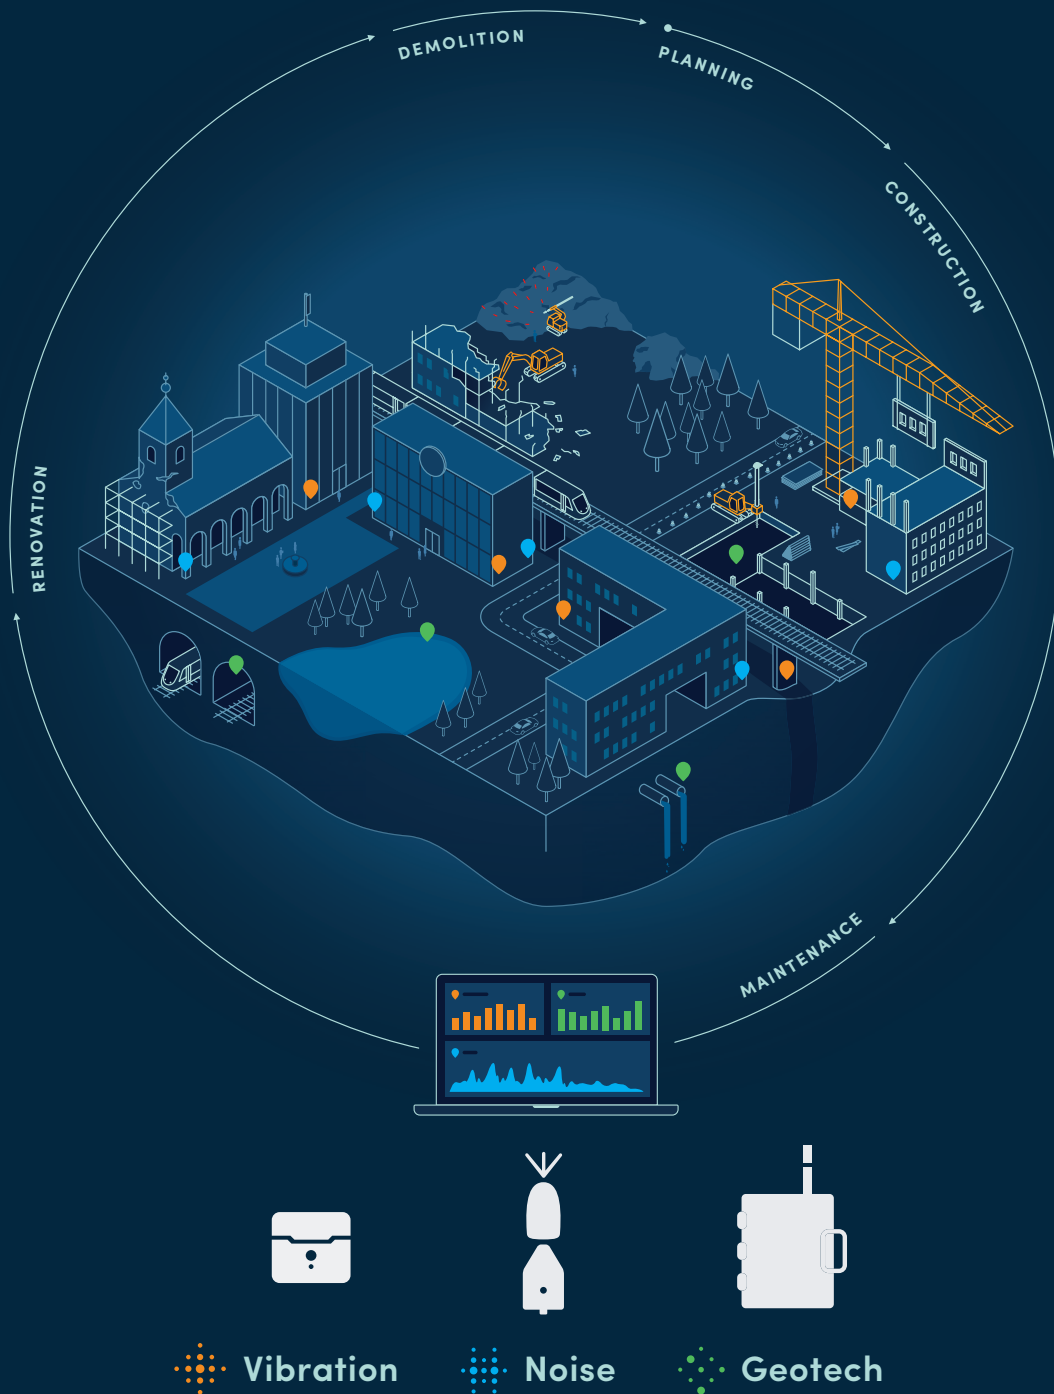 DEMOLITION
PLANNING
CONSTRUCTION
RENOVATION
MAINTENANCE
Vibration
Noise
Geotech